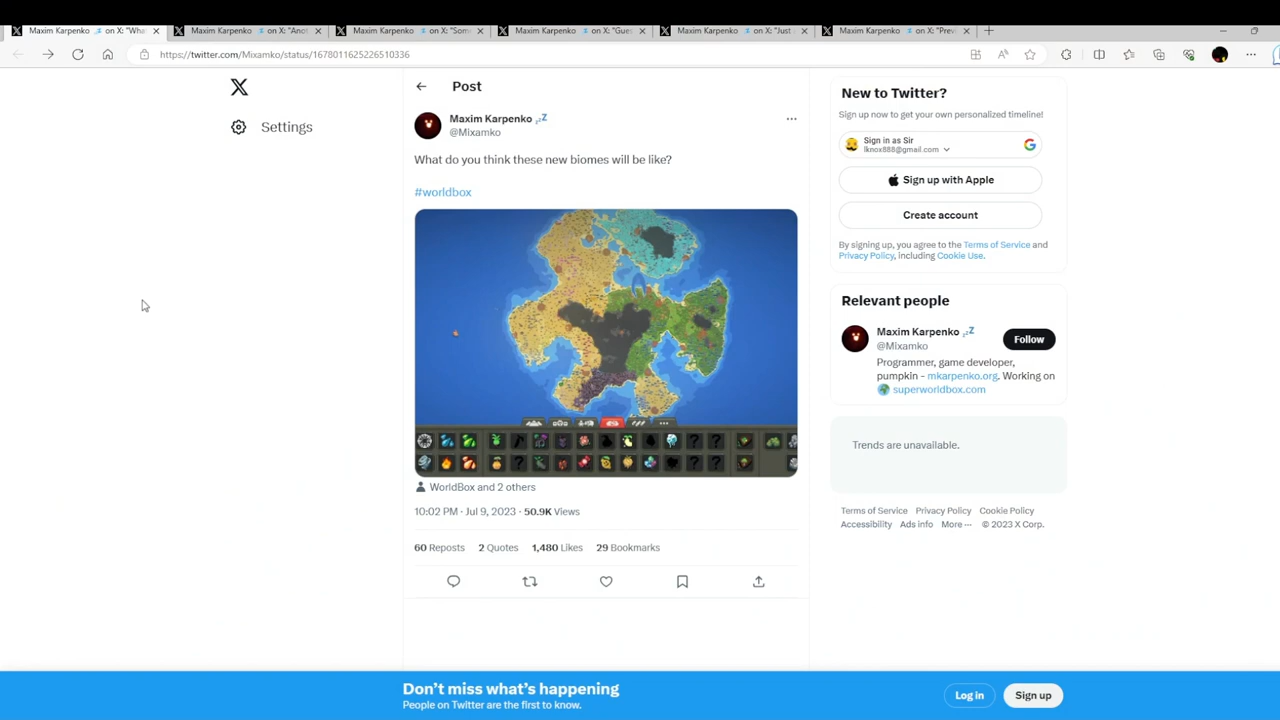 Maxim Karpenko on X: "Wha
Maxim Karpenko on X: "Ano
Maxim Karpenko on X: "Som
Maxim Karpenko on X: "Gue
Maxim Karpenko on X: "Just
Maxim Karpenko on X: "Previ
https://twitter.com/Mixamko/status/1678011625226510336
Settings
Post
Maxim Karpenko
@Mixamko
What do you think these new biomes will be like?
#worldbox
WorldBox and 2 others
10:02 PM · Jul 9, 2023 · 50.9K Views
60 Reposts 2 Quotes 1,480 Likes 29 Bookmarks
New to Twitter?
Sign up now to get your own personalized timeline!
Sign in as Sir
lknox888@gmail.com
Sign up with Apple
Create account
By signing up, you agree to the Terms of Service and
Privacy Policy, including Cookie Use.
Relevant people
Maxim Karpenko
@Mixamko
Follow
Programmer, game developer,
pumpkin - mkarpenko.org. Working on
superworldbox.com
Trends are unavailable.
Terms of Service Privacy Policy Cookie Policy
Accessibility Ads info More ··· © 2023 X Corp.
Don't miss what's happening
People on Twitter are the first to know.
Log in
Sign up